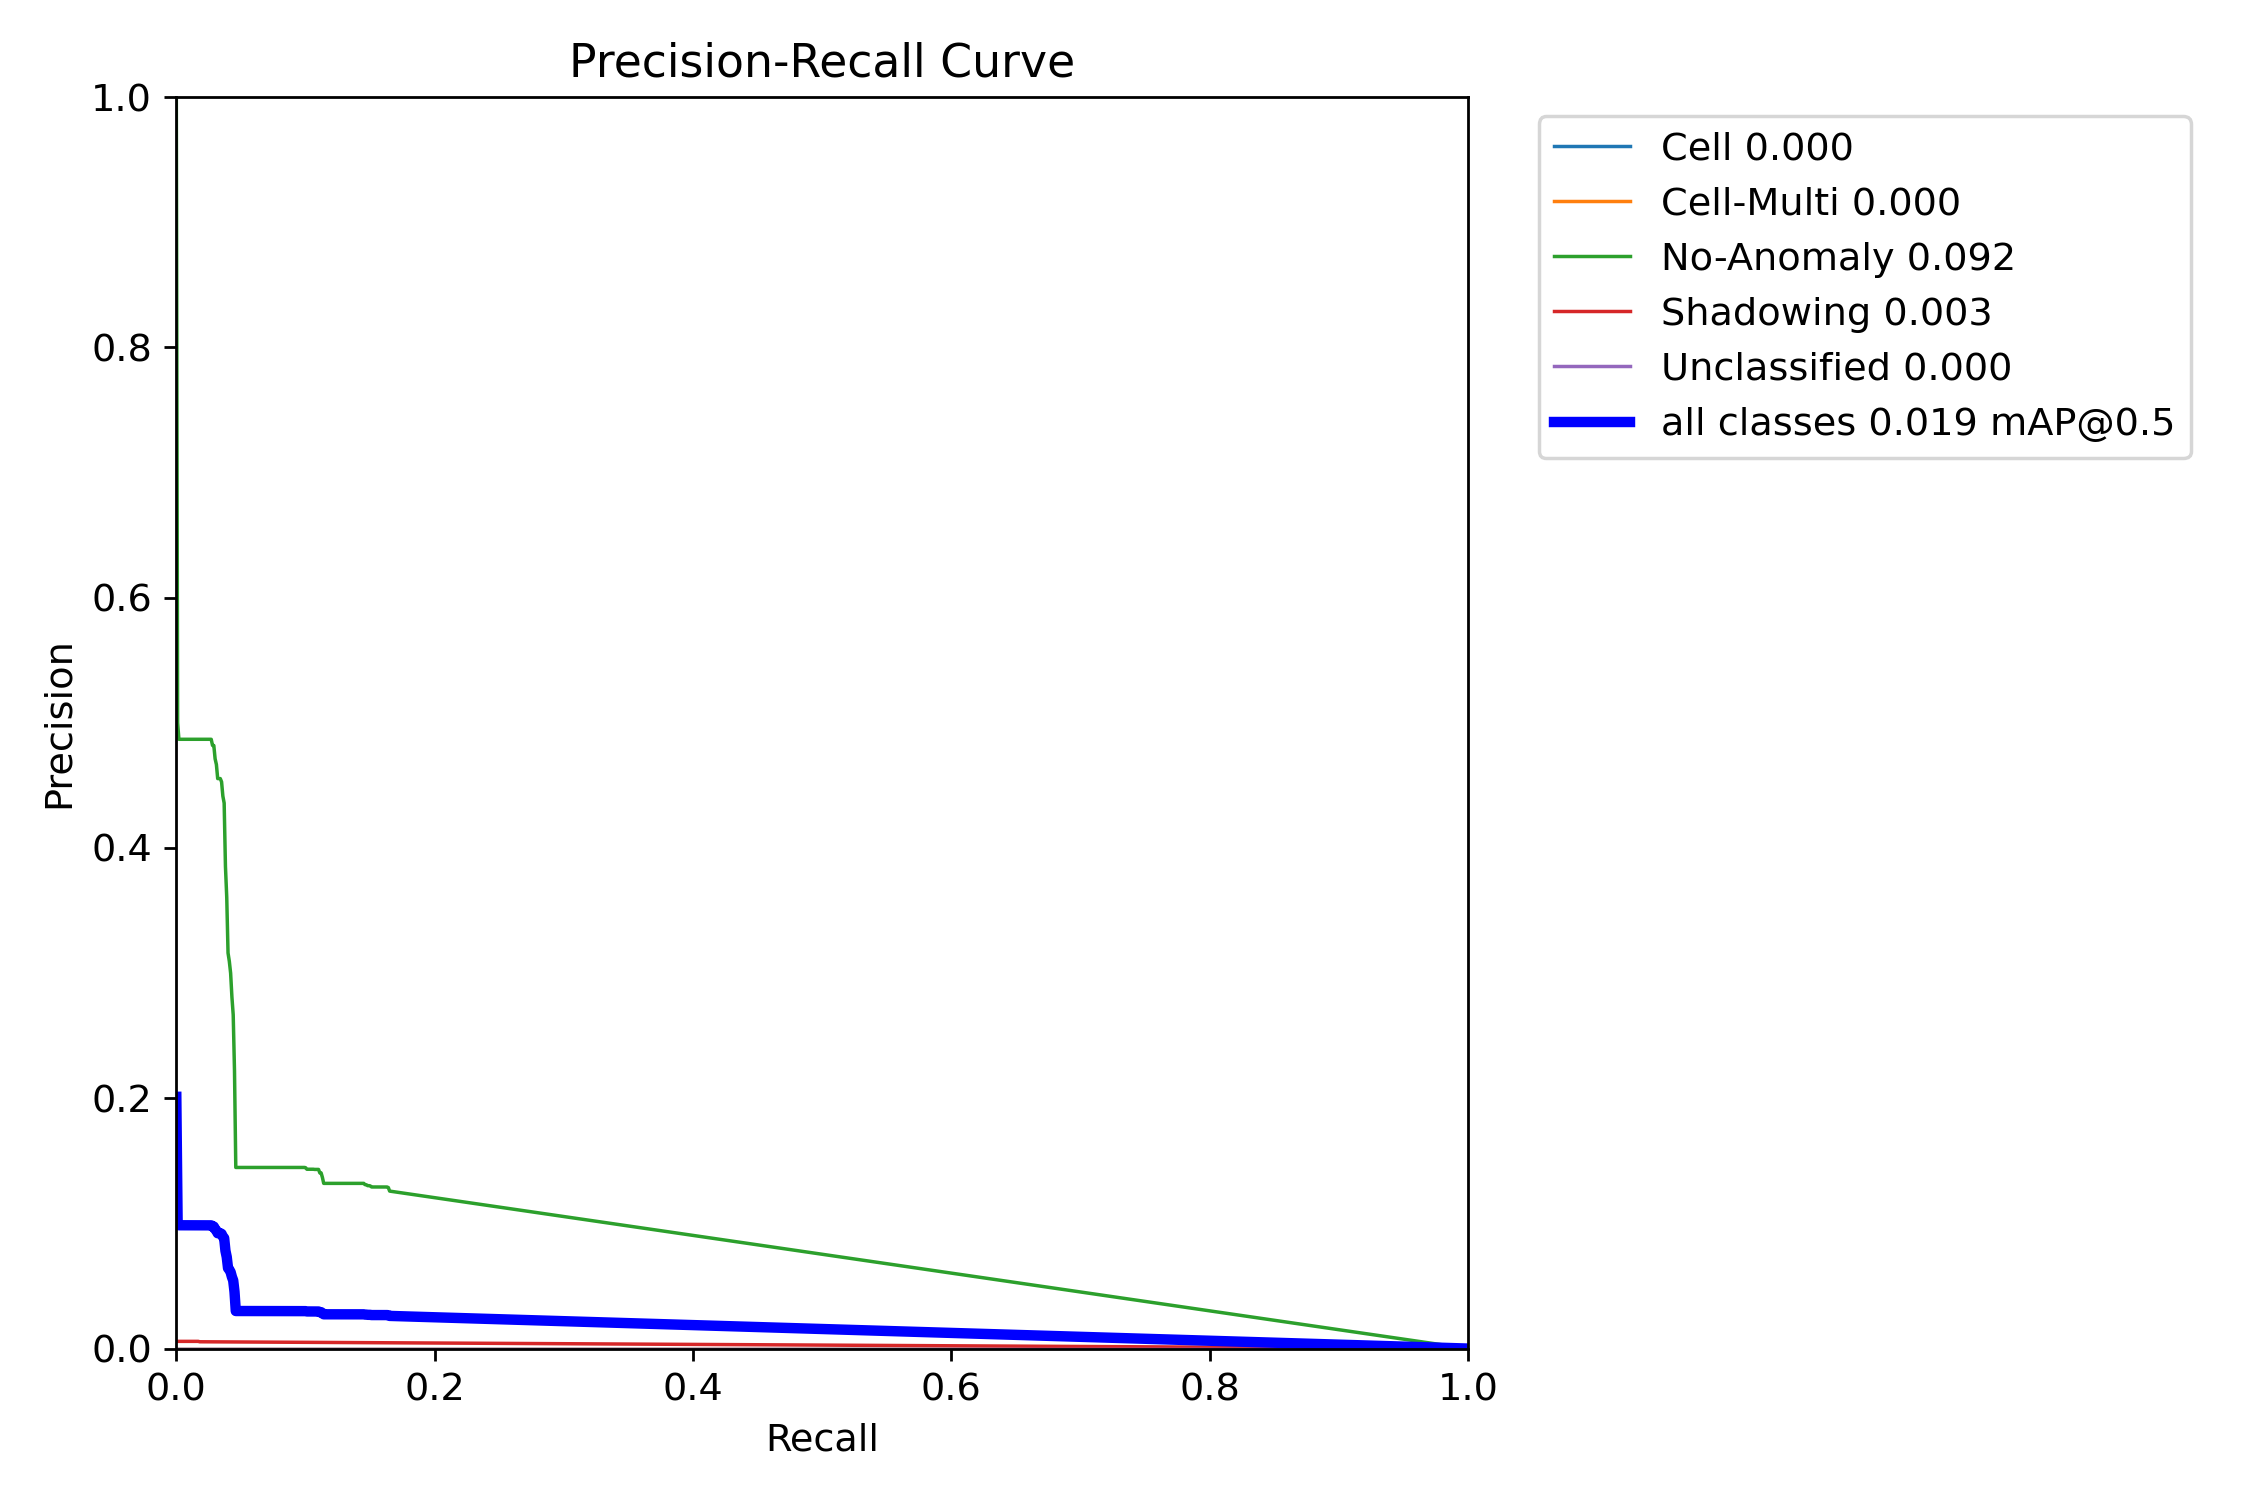 Precision-Recall Curve
1.0
0.8
0.6
0.4
0.2
0.0
Precision
0.0 0.2 0.4 0.6 0.8 1.0
Recall
Cell 0.000
Cell-Multi 0.000
No-Anomaly 0.092
Shadowing 0.003
Unclassified 0.000
all classes 0.019 mAP@0.5